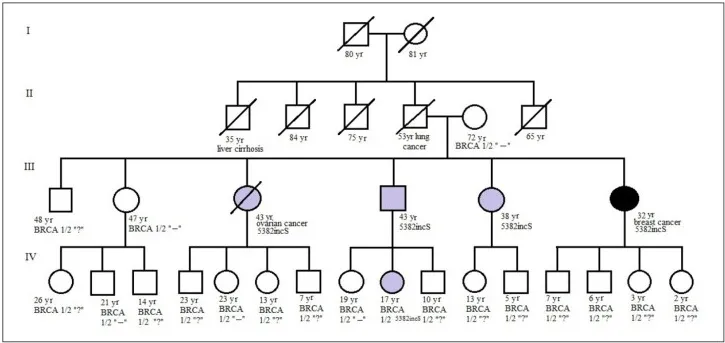 I
80 yr
81 yr
II
35 yr
liver cirrhosis
84 yr
75 yr
53yr lung
cancer
72 yr
BRCA 1/2 " −"
65 yr
III
48 yr
BRCA 1/2 "?"
47 yr
BRCA 1/2 "−"
43 yr
ovarian cancer
5382incS
43 yr
5382incS
38 yr
5382incS
32 yr
breast cancer
5382incS
IV
26 yr
BRCA 1/2 "?"
21 yr
BRCA
1/2 "−"
14 yr
BRCA
1/2 "?"
23 yr
BRCA
1/2 "?"
23 yr
BRCA
1/2 "−"
13 yr
BRCA
1/2 "?"
7 yr
BRCA
1/2 "?"
19 yr
BRCA
1/2 "−"
17 yr
BRCA
1/2 5382incS
10 yr
BRCA
1/2 "?"
13 yr
BRCA
1/2 "?"
5 yr
BRCA
1/2 "?"
7 yr
BRCA
1/2 "?"
6 yr
BRCA
1/2 "?"
3 yr
BRCA
1/2 "?"
2 yr
BRCA
1/2 "?"